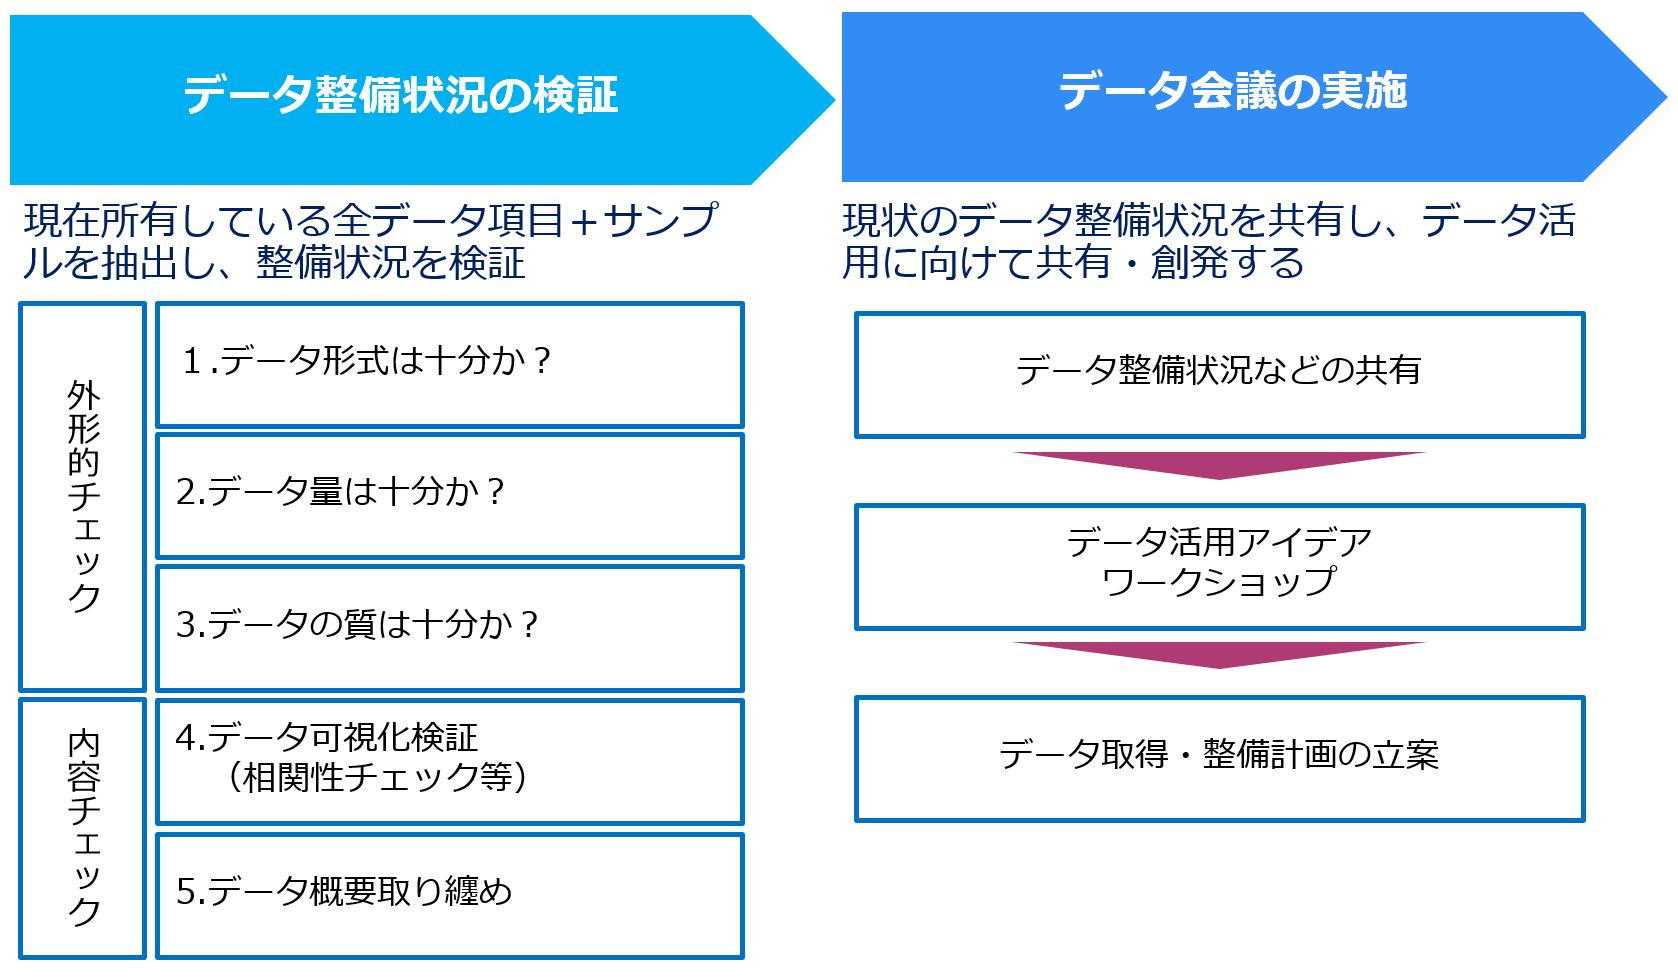 データ整備状況の検証
現在所有している全データ項目＋サンプ
ルを抽出し、整備状況を検証
外形的チェック
１.データ形式は十分か？
2.データ量は十分か？
3.データの質は十分か？
内容チェック
4.データ可視化検証
（相関性チェック等）
5.データ概要取り纏め
データ会議の実施
現状のデータ整備状況を共有し、データ活
用に向けて共有・創発する
データ整備状況などの共有
データ活用アイデア
ワークショップ
データ取得・整備計画の立案